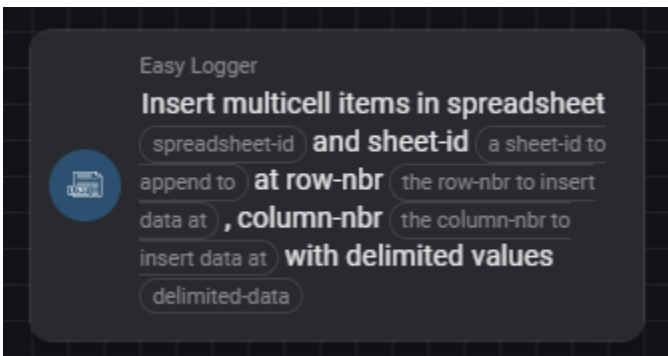 Easy Logger
Insert multicell items in spreadsheet
spreadsheet-id and sheet-id a sheet-id to
append to at row-nbr the row-nbr to insert
data at , column-nbr the column-nbr to
insert data at with delimited values
delimited-data